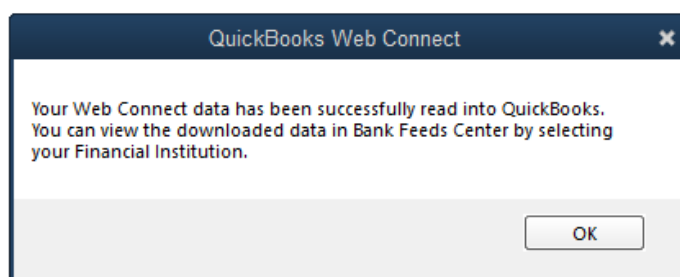 QuickBooks Web Connect
Your Web Connect data has been successfully read into QuickBooks.
You can view the downloaded data in Bank Feeds Center by selecting
your Financial Institution.
OK